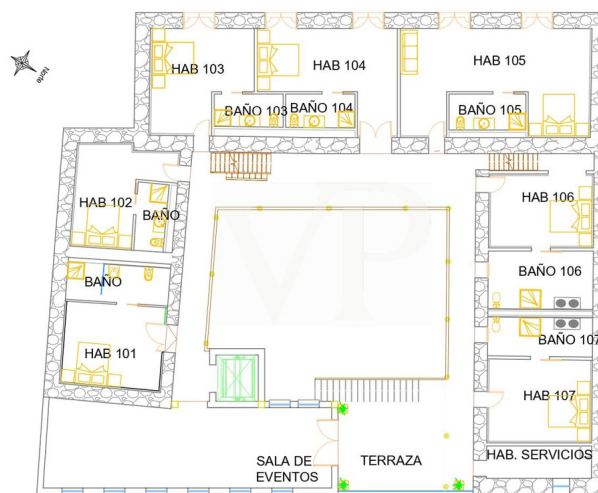 HAB 103
HAB 104
HAB 105
BAÑO 103
BAÑO 104
BAÑO 105
Norte
HAB 102
BAÑO
HAB 106
BAÑO
BAÑO 106
VP
BAÑO 107
HAB 101
HAB 107
HAB. SERVICIOS
SALA DE
EVENTOS
TERRAZA